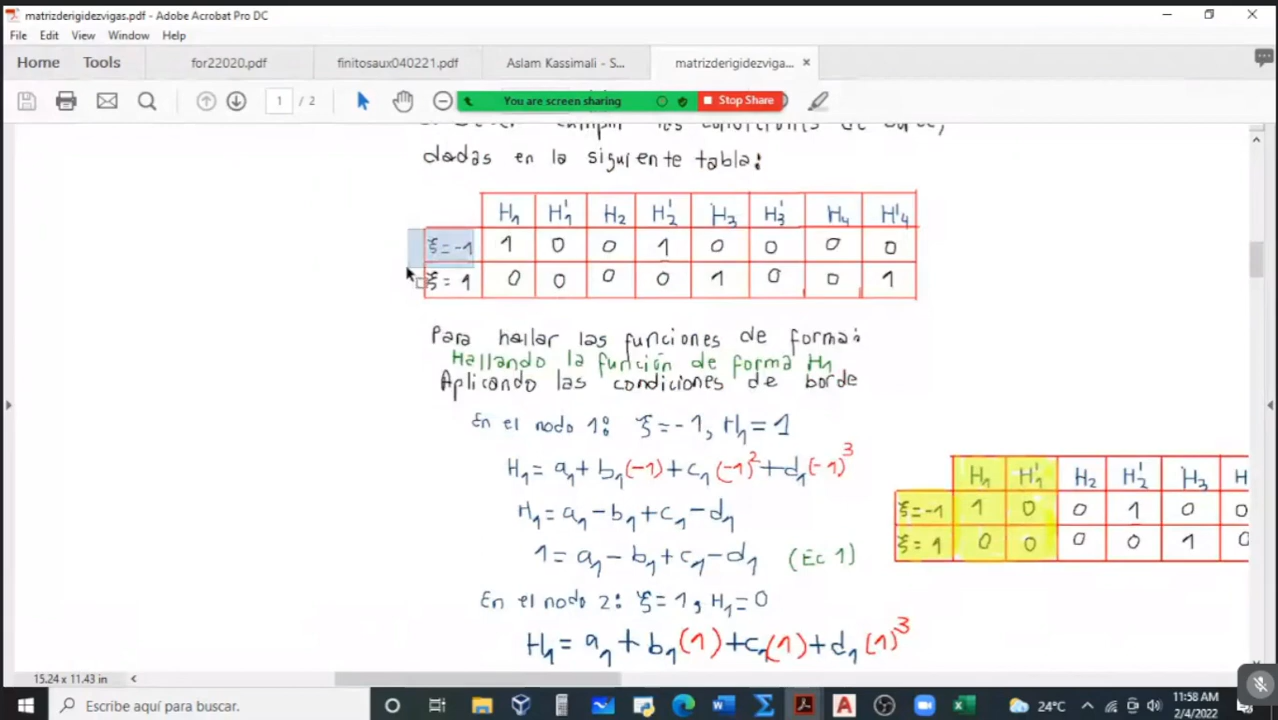 matrizderigidezvigas.pdf - Adobe Acrobat Pro DC
File Edit View Window Help
Home Tools for22020.pdf finitosaux040221.pdf Aslam Kassimali - S... matrizderigidezviga... ×
1 / 2 You are screen sharing Stop Share
dadas en la siguiente tabla:
H₁ H₁' H₂ H₂' H₃ H₃' H₄ H₄'
ξ = -1 1 0 0 1 0 0 0 0
ξ = 1 0 0 0 0 1 0 0 1
Para hallar las funciones de forma:
Hallando la función de forma H₁
Aplicando las condiciones de borde
En el nodo 1: ξ = -1, H₁ = 1
H₁ = a₁ + b₁(-1) + c₁(-1)² + d₁(-1)³
H₁ = a₁ - b₁ + c₁ - d₁
1 = a₁ - b₁ + c₁ - d₁ (Ec 1)
En el nodo 2: ξ = 1, H₁ = 0
H₁ = a₁ + b₁(1) + c₁(1) + d₁(1)³
H₁ H₁' H₂ H₂' H₃ H
ξ = -1 1 0 0 1 0 0
ξ = 1 0 0 0 0 1 0
15.24 x 11.43 in
Escribe aquí para buscar.
24°C
11:58 AM
2/4/2022